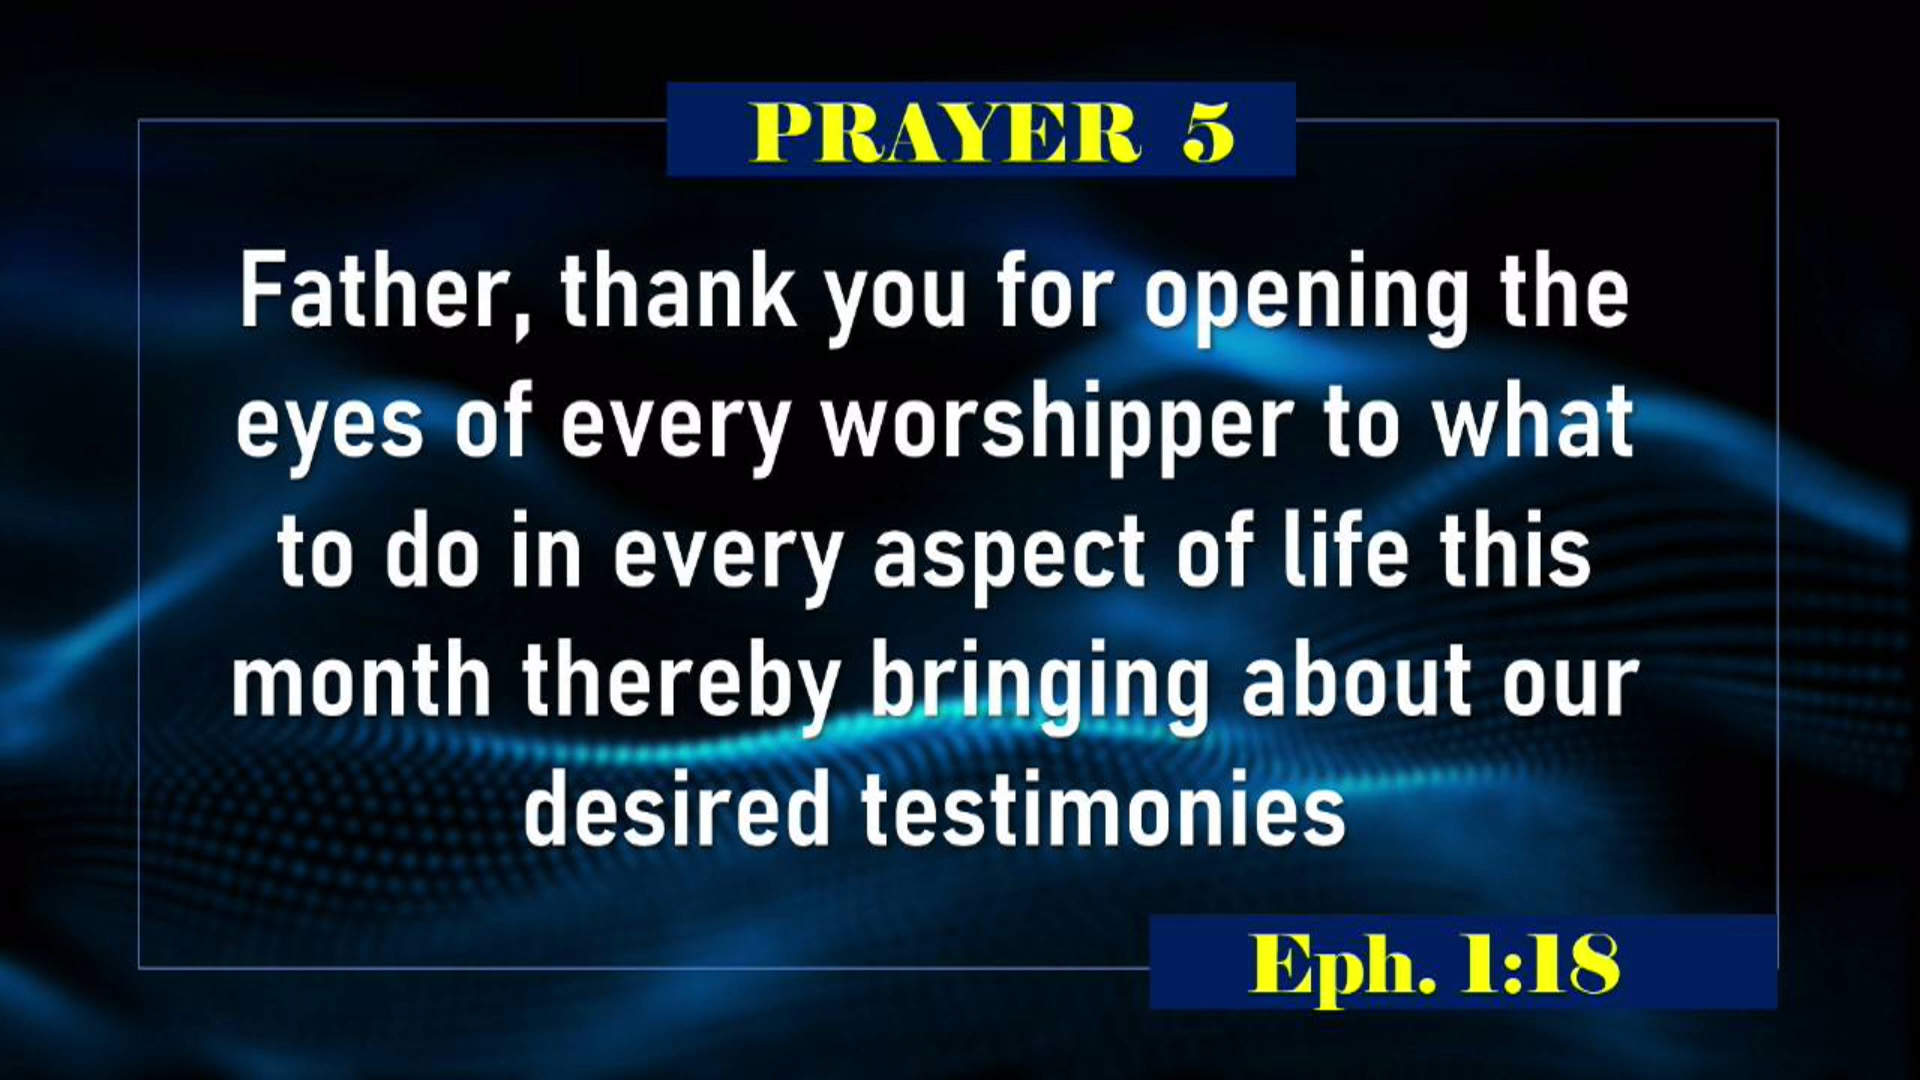 PRAYER 5
Father, thank you for opening the
eyes of every worshipper to what
to do in every aspect of life this
month thereby bringing about our
desired testimonies
Eph. 1:18